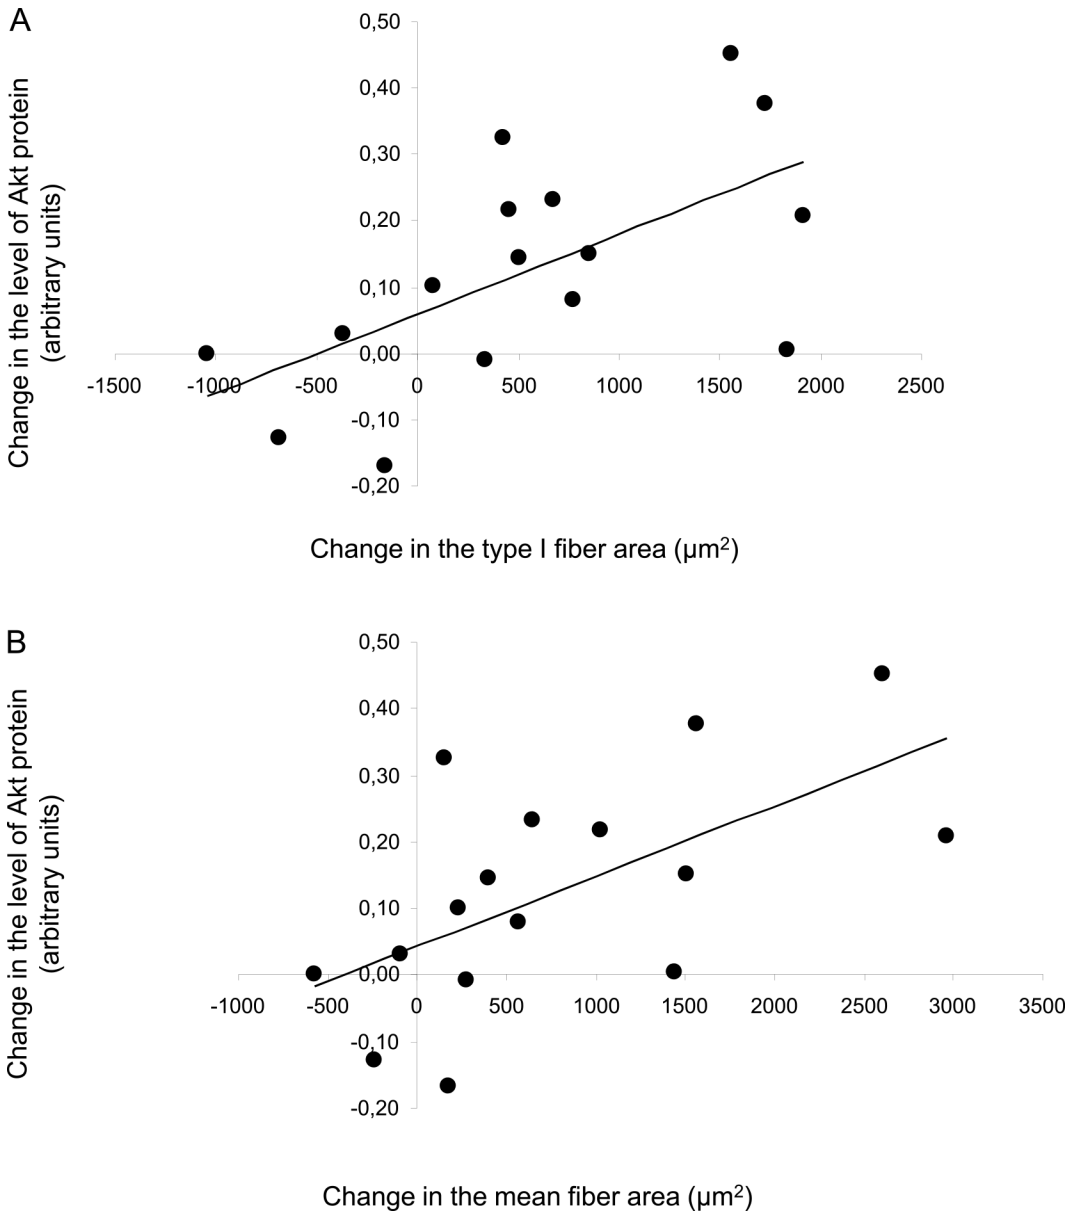 A
0,50
0,40
0,30
0,20
0,10
0,00
-0,10
-0,20
-1500 -1000 -500 0 500 1000 1500 2000 2500
Change in the level of Akt protein
(arbitrary units)
Change in the type I fiber area (µm²)
B
0,50
0,40
0,30
0,20
0,10
0,00
-0,10
-0,20
-1000 -500 0 500 1000 1500 2000 2500 3000 3500
Change in the level of Akt protein
(arbitrary units)
Change in the mean fiber area (µm²)